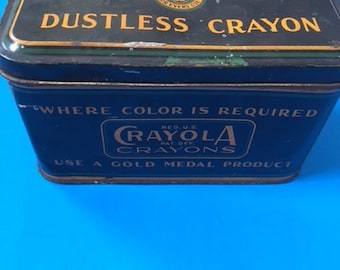 DUSTLESS CRAYON
WHERE COLOR IS REQUIRED
REG. U.S.
CRAYOLA
PAT. OFF.
CRAYONS
USE A GOLD MEDAL PRODUCT